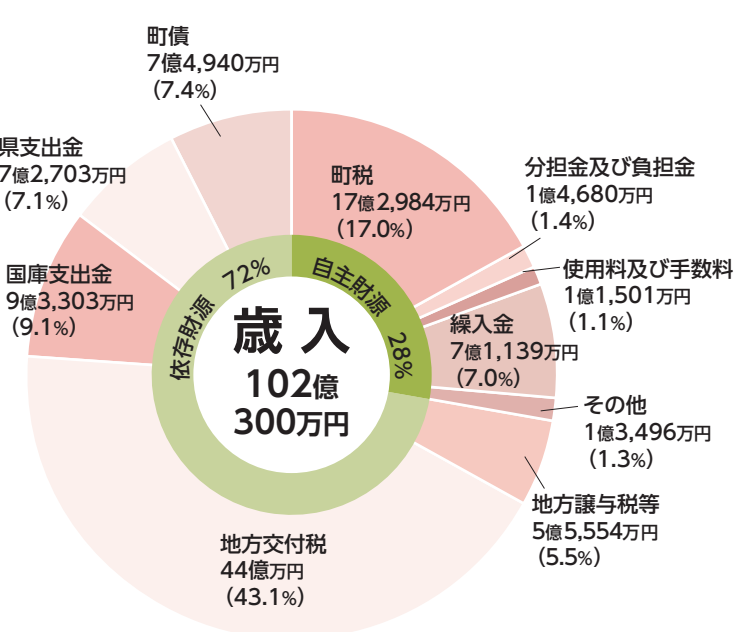 町債
7億4,940万円
(7.4%)
県支出金
7億2,703万円
(7.1%)
国庫支出金
9億3,303万円
(9.1%)
町税
17億2,984万円
(17.0%)
分担金及び負担金
1億4,680万円
(1.4%)
使用料及び手数料
1億1,501万円
(1.1%)
繰入金
7億1,139万円
(7.0%)
その他
1億3,496万円
(1.3%)
地方譲与税等
5億5,554万円
(5.5%)
地方交付税
44億万円
(43.1%)
依存財源 72%
自主財源 28%
歳入
102億
300万円